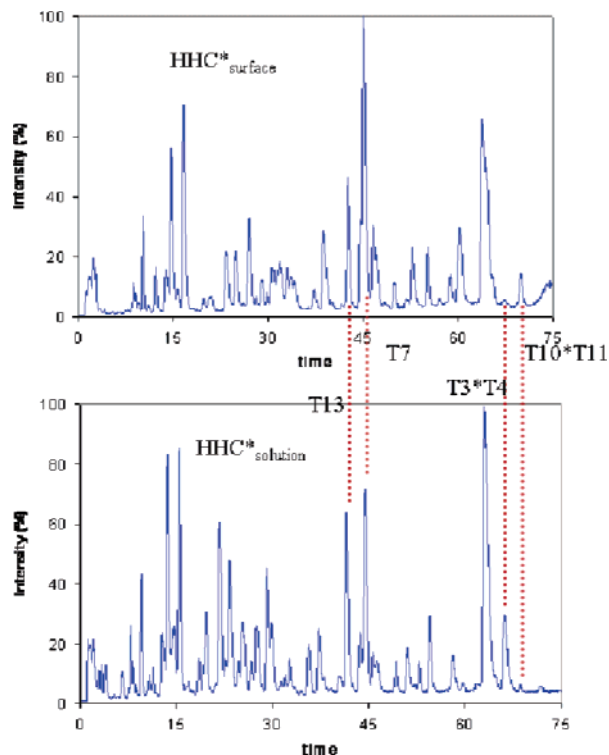 100
HHC*surface
80
60
Intensity (%)
40
20
0
0 15 30 45 60 75
time
T7
T10*T11
T3*T4
T13
100
HHC*solution
80
60
Intensity (%)
40
20
0
0 15 30 45 60 75
time